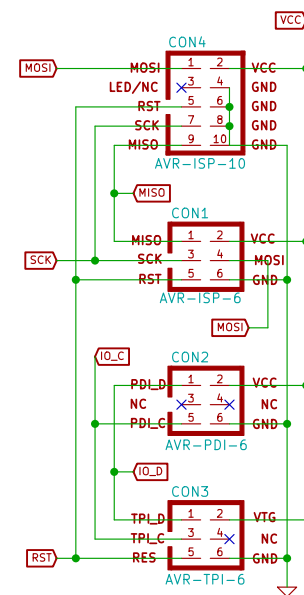 VCC
CON4
MOSI MOSI 1 2 VCC
LED/NC 3 4 GND
RST 5 6 GND
SCK 7 8 GND
MISO 9 10 GND
AVR-ISP-10
MISO
CON1
MISO 1 2 VCC
SCK SCK 3 4 MOSI
RST 5 6 GND
AVR-ISP-6
MOSI
IO_C
CON2
PDI_D 1 2 VCC
NC 3 4 NC
PDI_C 5 6 GND
AVR-PDI-6
IO_D
CON3
TPI_D 1 2 VTG
TPI_C 3 4 NC
RST RES 5 6 GND
AVR-TPI-6